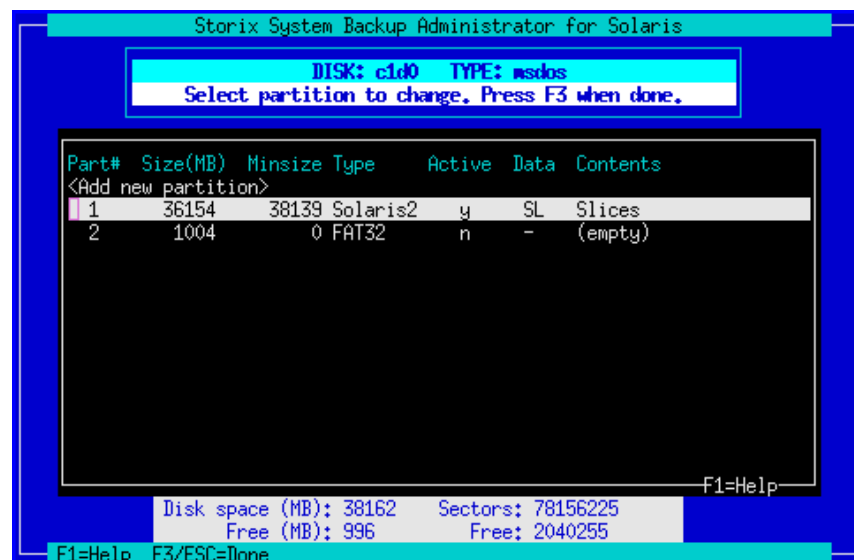 Storix System Backup Administrator for Solaris
DISK: c1d0 TYPE: msdos
Select partition to change. Press F3 when done.
Part# Size(MB) Minsize Type Active Data Contents
<Add new partition>
1 36154 38139 Solaris2 y SL Slices
2 1004 0 FAT32 n - (empty)
F1=Help
Disk space (MB): 38162 Sectors: 78156225
Free (MB): 996 Free: 2040255
F1=Help F3/ESC=Done